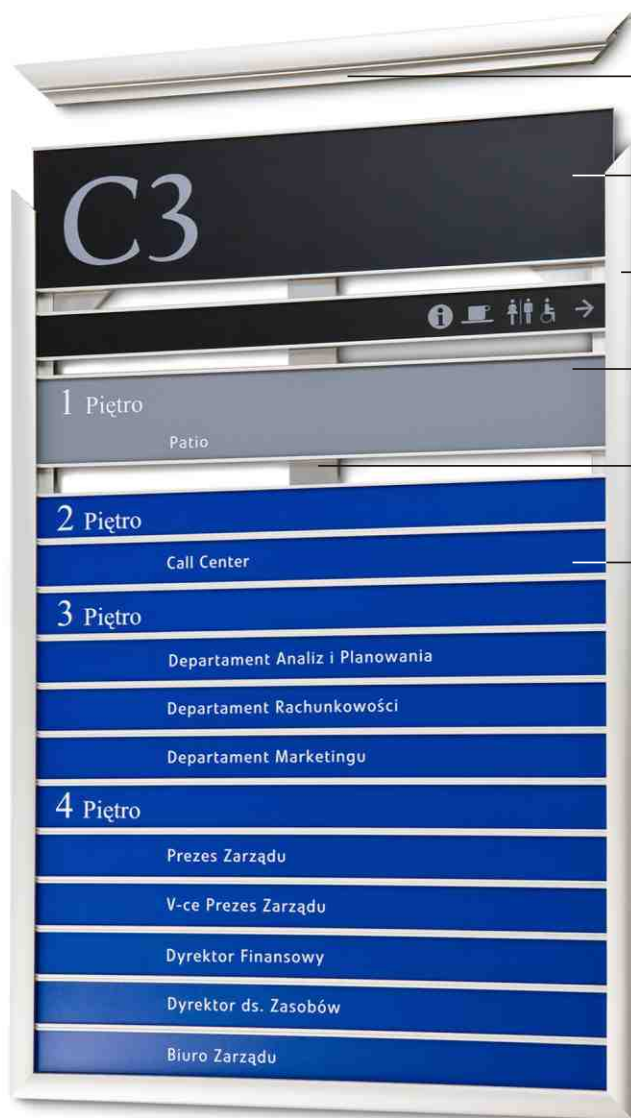 C3
1 Piętro
Patio
2 Piętro
Call Center
3 Piętro
Departament Analiz i Planowania
Departament Rachunkowości
Departament Marketingu
4 Piętro
Prezes Zarządu
V-ce Prezes Zarządu
Dyrektor Finansowy
Dyrektor ds. Zasobów
Biuro Zarządu